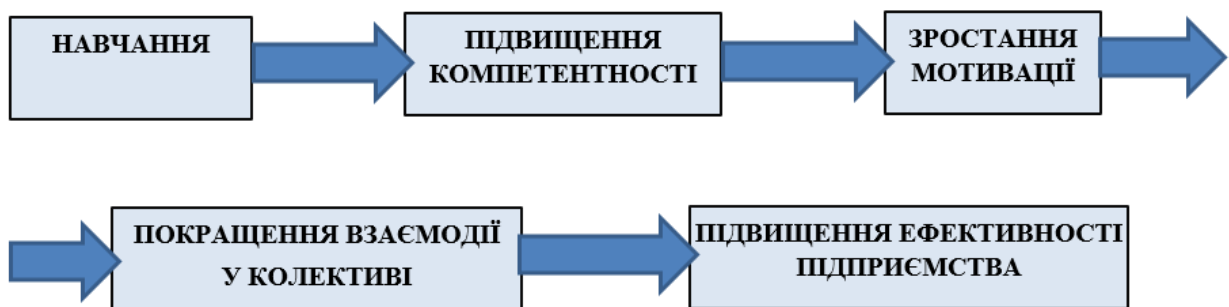 НАВЧАННЯ
ПІДВИЩЕННЯ
КОМПЕТЕНТНОСТІ
ЗРОСТАННЯ
МОТИВАЦІЇ
ПОКРАЩЕННЯ ВЗАЄМОДІЇ
У КОЛЕКТИВІ
ПІДВИЩЕННЯ ЕФЕКТИВНОСТІ
ПІДПРИЄМСТВА